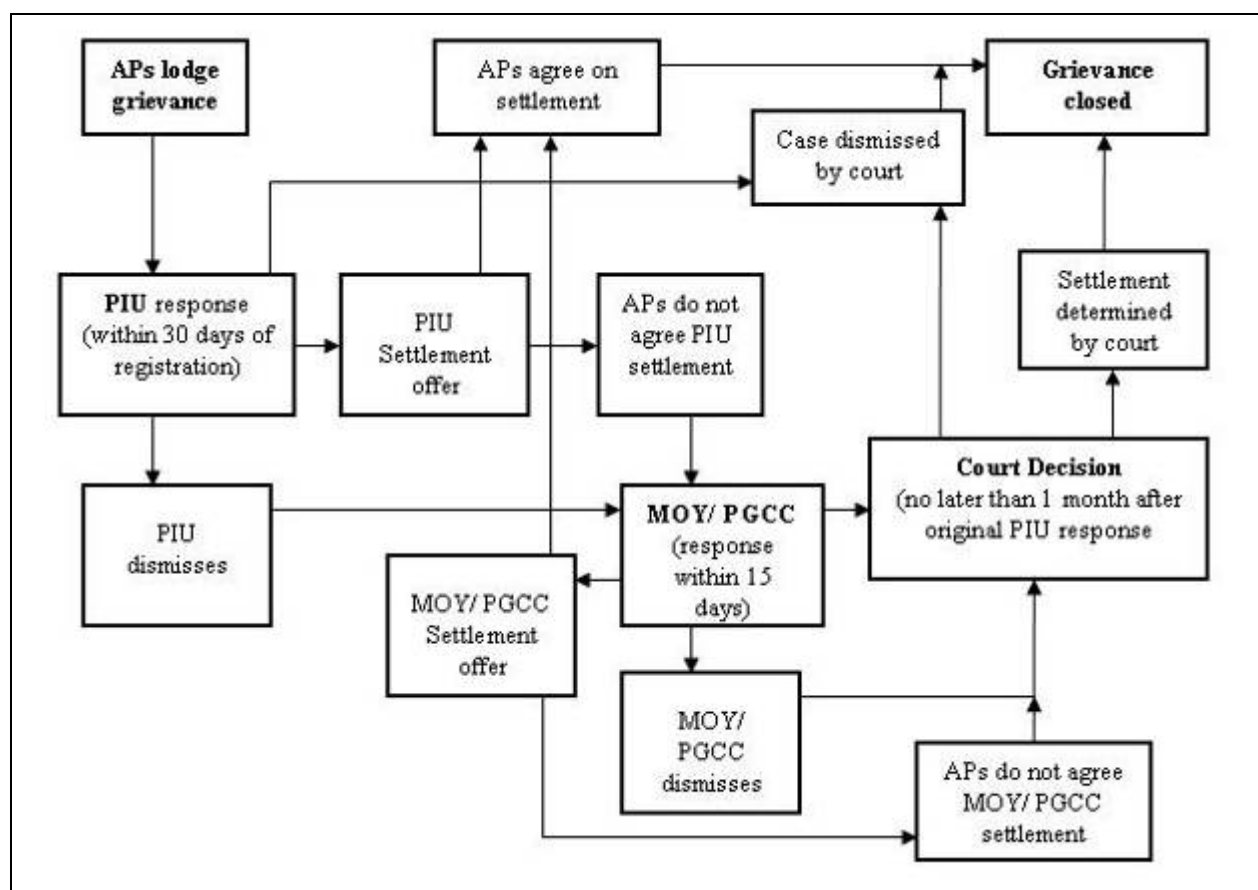 APs lodge
grievance
APs agree on
settlement
Grievance
closed
Case dismissed
by court
PIU response
(within 30 days of
registration)
PIU
Settlement
offer
APs do not
agree PIU
settlement
Settlement
determined
by court
PIU
dismisses
MOY/ PGCC
(response
within 15
days)
Court Decision
(no later than 1 month after
original PIU response
MOY/ PGCC
Settlement
offer
MOY/
PGCC
dismisses
APs do not agree
MOY/ PGCC
settlement